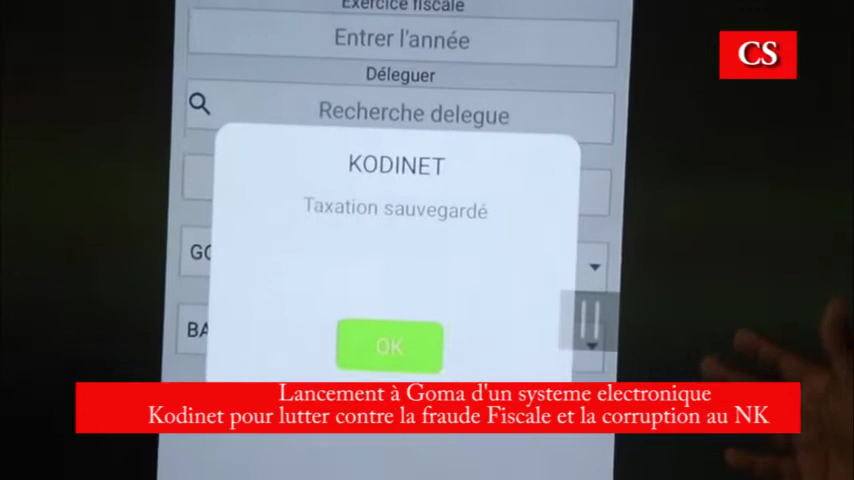 Exercice fiscale
Entrer l'année
CS
Déleguer
Recherche delegue
KODINET
Taxation sauvegardé
GO
BA
OK
Lancement à Goma d'un systeme electronique
Kodinet pour lutter contre la fraude Fiscale et la corruption au NK